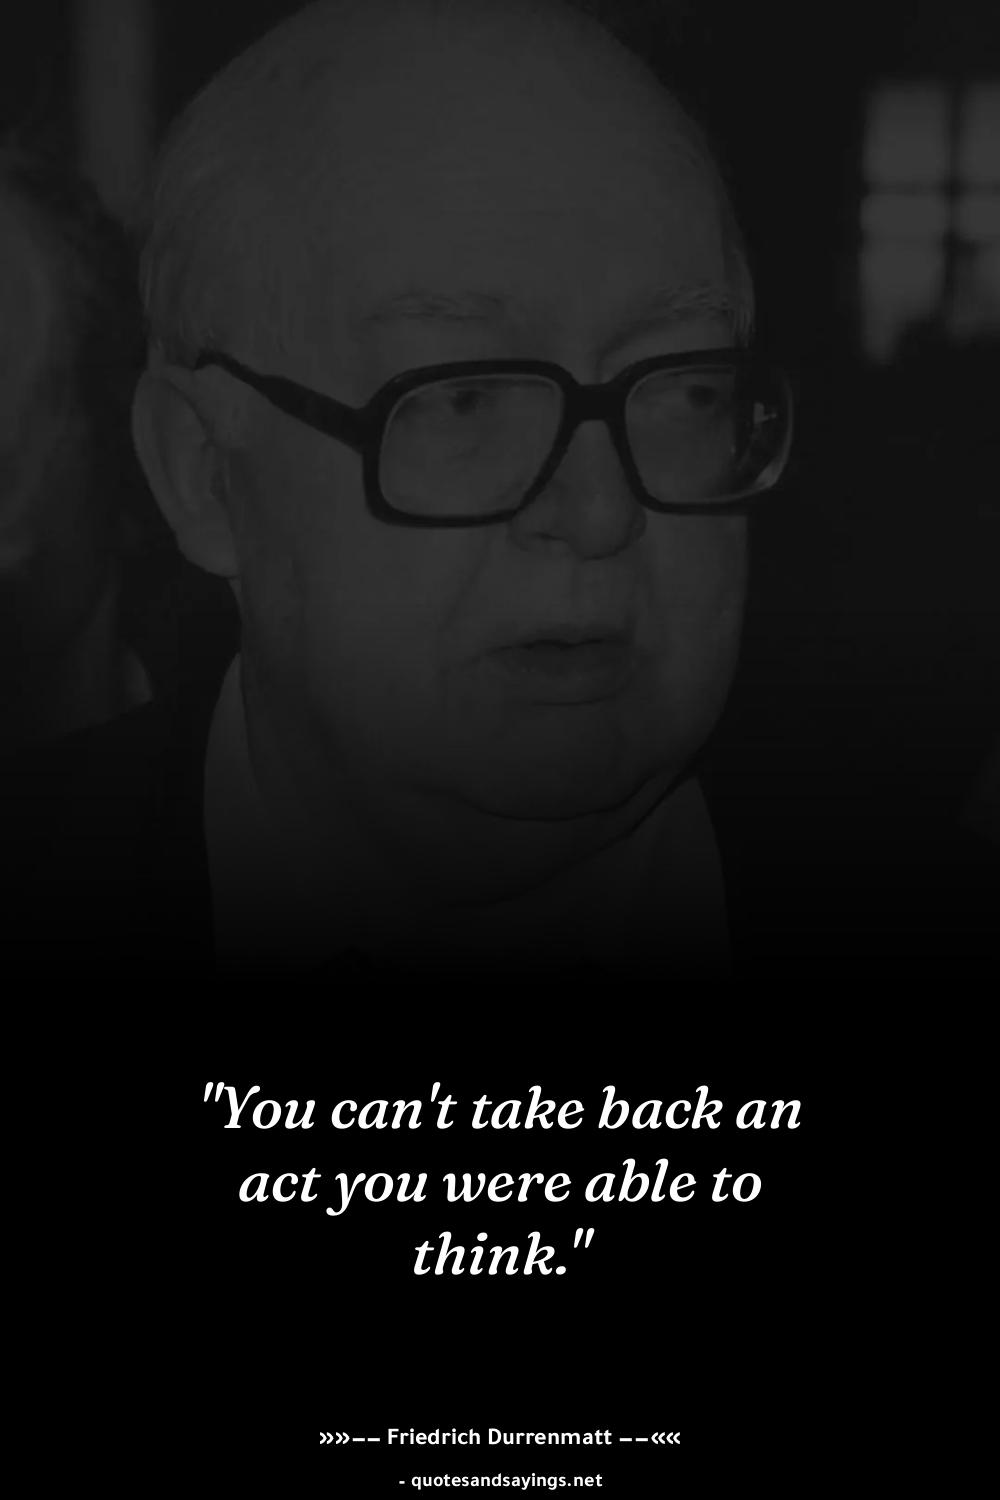 "You can't take back an
act you were able to
think."
»»−− Friedrich Durrenmatt −−««
- quotesandsayings.net